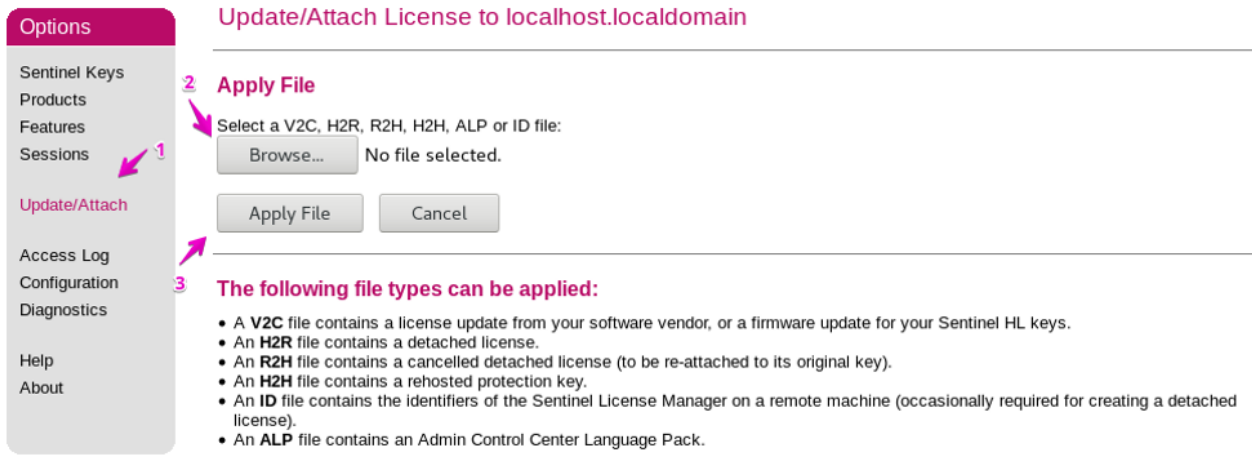 Options
Sentinel Keys
Products
Features
Sessions
1
Update/Attach
Access Log
Configuration
Diagnostics
Help
About
Update/Attach License to localhost.localdomain
2
Apply File
Select a V2C, H2R, R2H, H2H, ALP or ID file:
Browse... No file selected.
Apply File Cancel
3
The following file types can be applied:
• A V2C file contains a license update from your software vendor, or a firmware update for your Sentinel HL keys.
• An H2R file contains a detached license.
• An R2H file contains a cancelled detached license (to be re-attached to its original key).
• An H2H file contains a rehosted protection key.
• An ID file contains the identifiers of the Sentinel License Manager on a remote machine (occasionally required for creating a detached
license).
• An ALP file contains an Admin Control Center Language Pack.